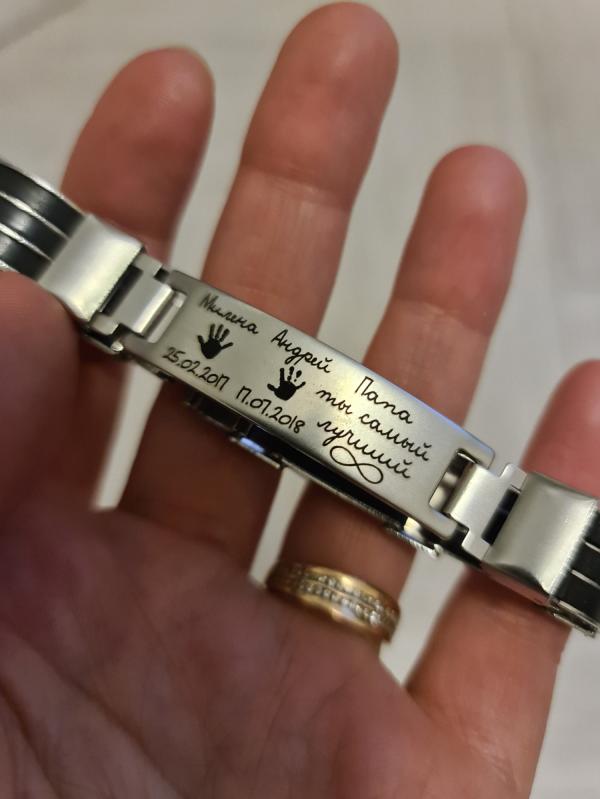 Милена
25.02.2017
Андрей
17.07.2018
Папа
ты самый
лучший